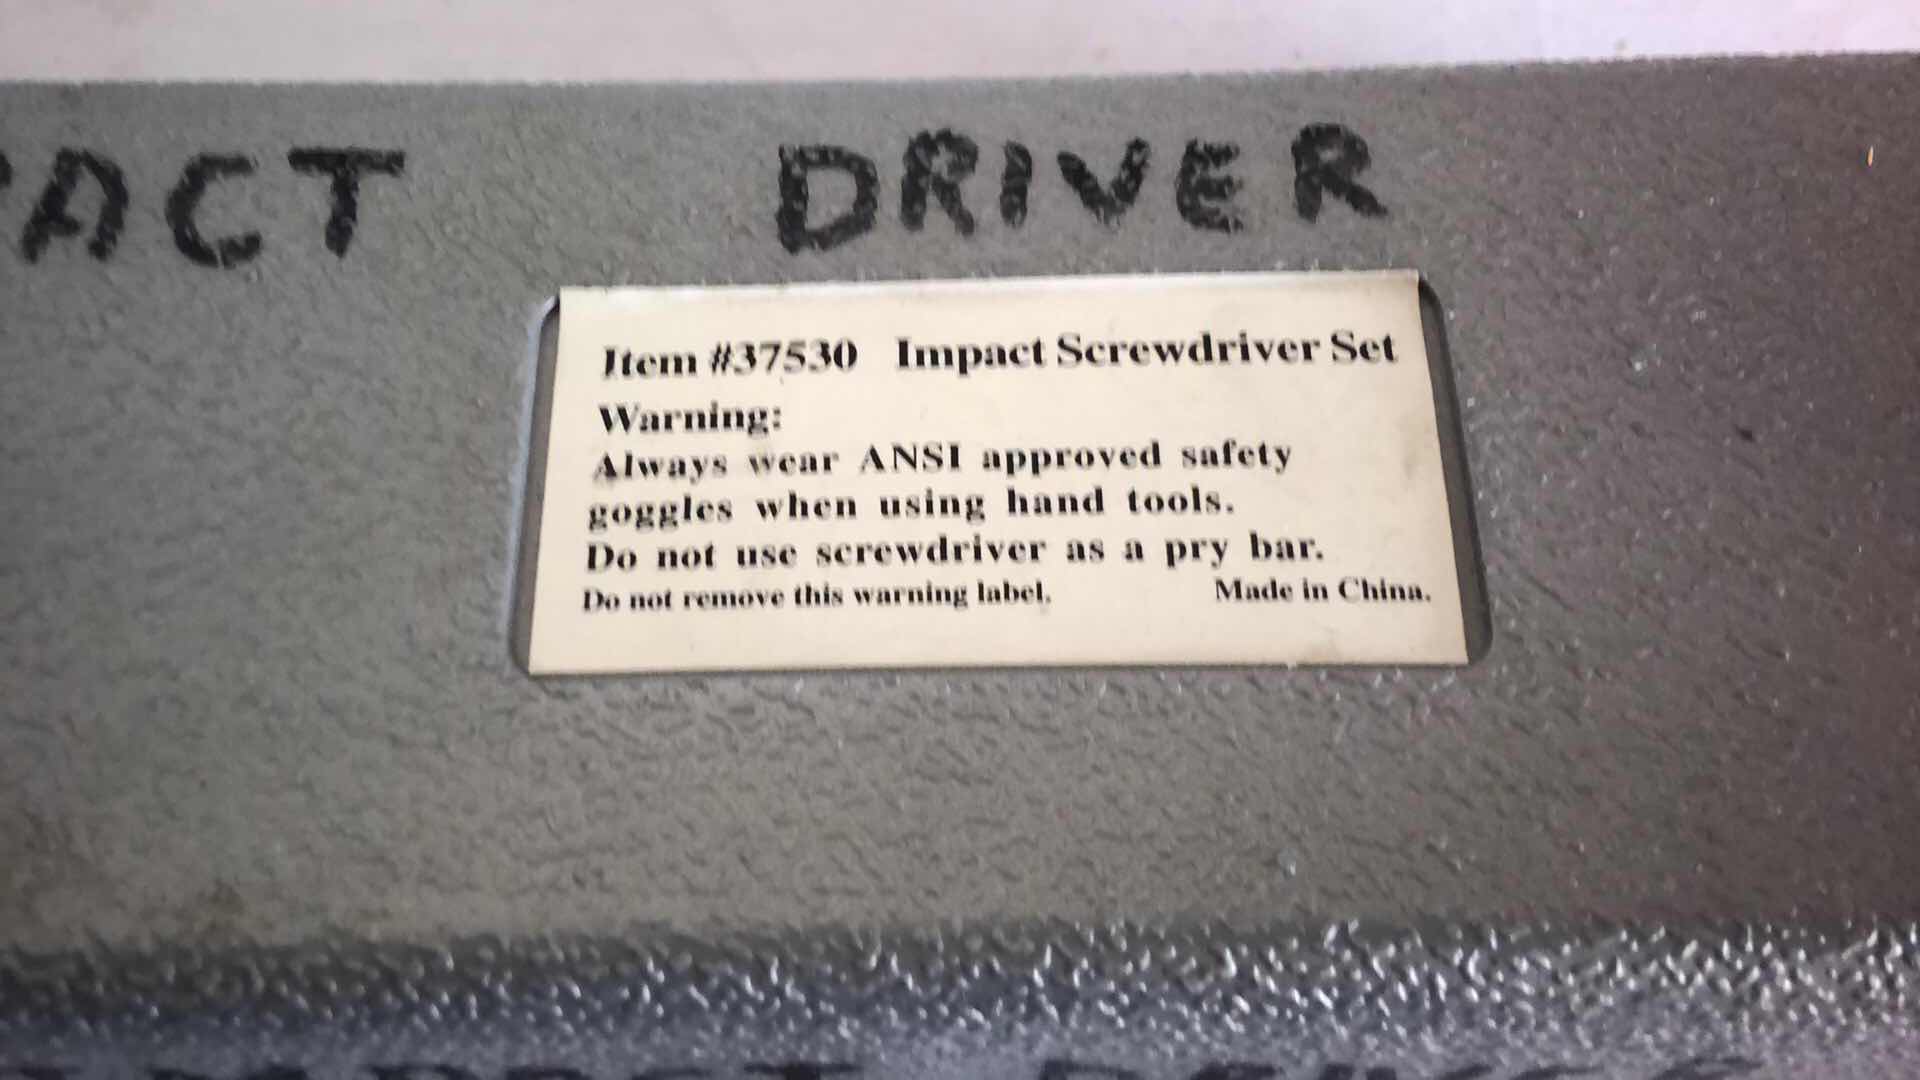 ACT DRIVER
Item #37530 Impact Screwdriver Set
Warning:
Always wear ANSI approved safety
goggles when using hand tools.
Do not use screwdriver as a pry bar.
Do not remove this warning label. Made in China.